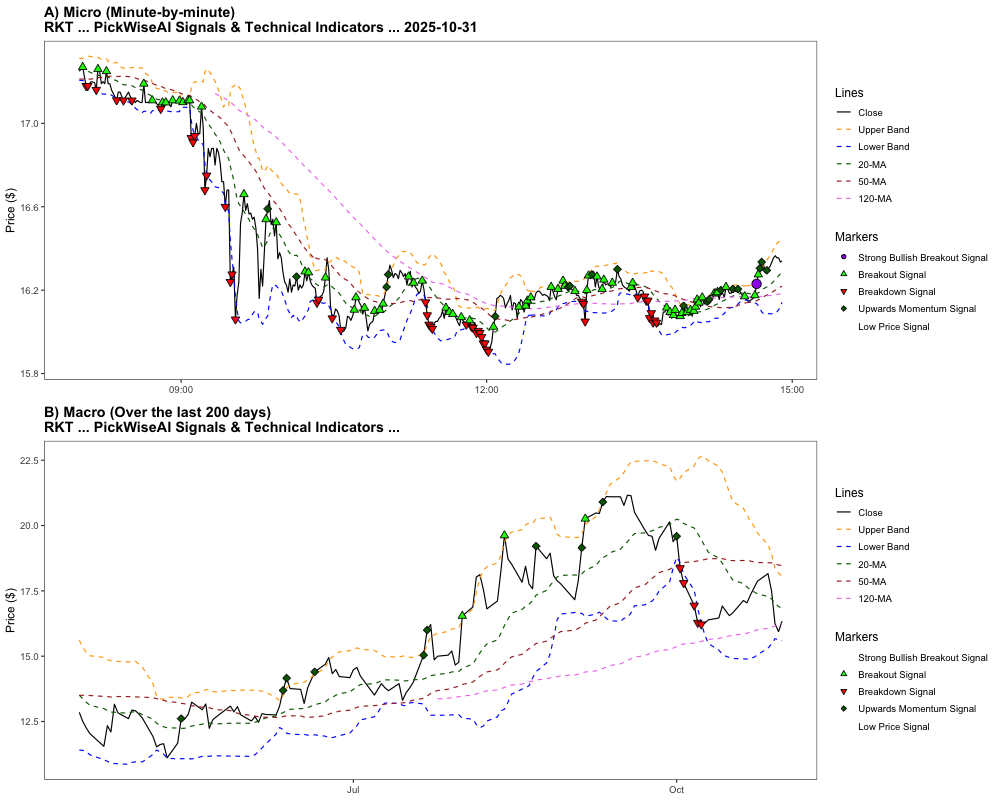 A) Micro (Minute-by-minute)
RKT ... PickWiseAI Signals & Technical Indicators ... 2025-10-31
Price ($)
17.0
16.6
16.2
15.8
09:00
12:00
15:00
Lines
Close
Upper Band
Lower Band
20-MA
50-MA
120-MA
Markers
Strong Bullish Breakout Signal
Breakout Signal
Breakdown Signal
Upwards Momentum Signal
Low Price Signal
B) Macro (Over the last 200 days)
RKT ... PickWiseAI Signals & Technical Indicators ...
Price ($)
22.5
20.0
17.5
15.0
12.5
Jul
Oct
Lines
Close
Upper Band
Lower Band
20-MA
50-MA
120-MA
Markers
Strong Bullish Breakout Signal
Breakout Signal
Breakdown Signal
Upwards Momentum Signal
Low Price Signal